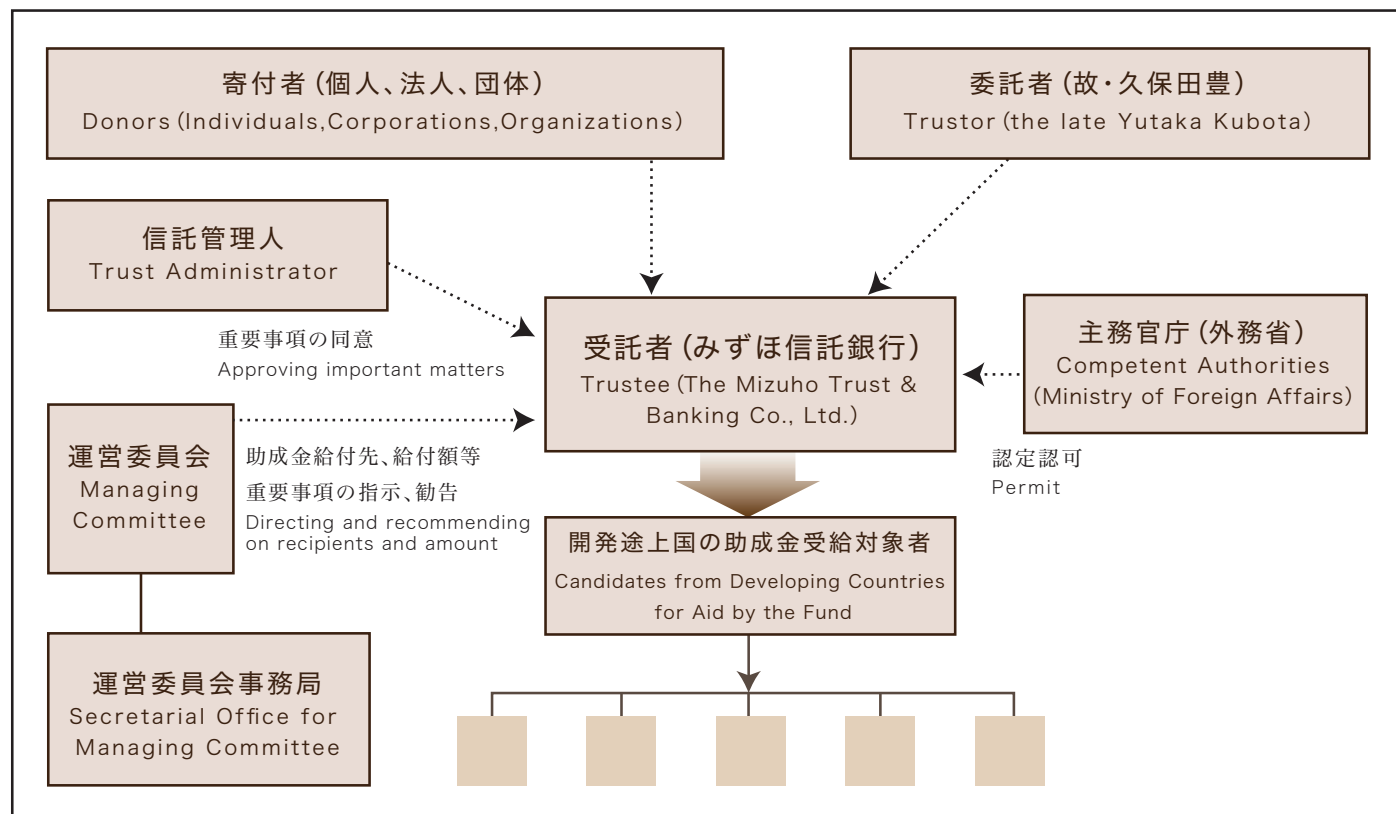 寄付者(個人、法人、団体)
Donors(Individuals,Corporations,Organizations)
委託者(故・久保田豊)
Trustor(the late Yutaka Kubota)
信託管理人
Trust Administrator
重要事項の同意
Approving important matters
受託者(みずほ信託銀行)
Trustee(The Mizuho Trust &
Banking Co., Ltd.)
主務官庁(外務省)
Competent Authorities
(Ministry of Foreign Affairs)
認定認可
Permit
運営委員会
Managing
Committee
助成金給付先、給付額等
重要事項の指示、勧告
Directing and recommending
on recipients and amount
開発途上国の助成金受給対象者
Candidates from Developing Countries
for Aid by the Fund
運営委員会事務局
Secretarial Office for
Managing Committee